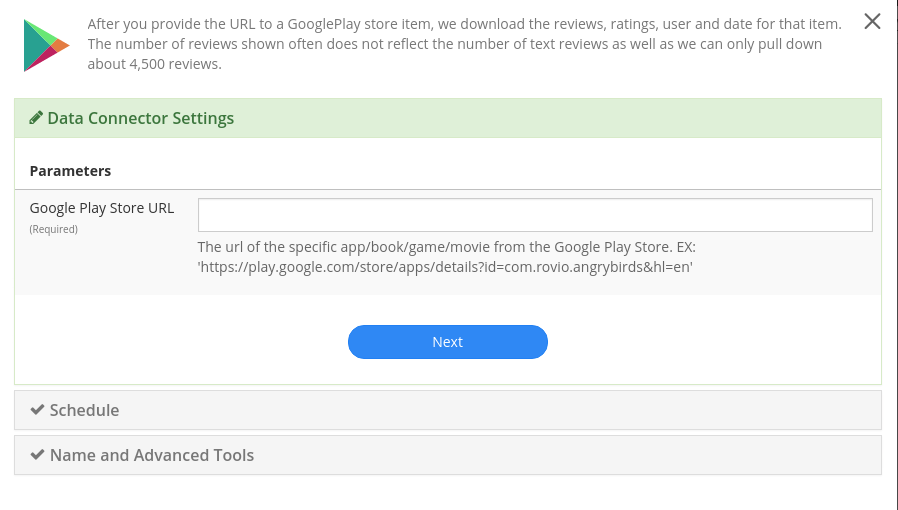 After you provide the URL to a GooglePlay store item, we download the reviews, ratings, user and date for that item.
The number of reviews shown often does not reflect the number of text reviews as well as we can only pull down
about 4,500 reviews.
Data Connector Settings
Parameters
Google Play Store URL
(Required)
The url of the specific app/book/game/movie from the Google Play Store. EX:
'https://play.google.com/store/apps/details?id=com.rovio.angrybirds&hl=en'
Next
Schedule
Name and Advanced Tools